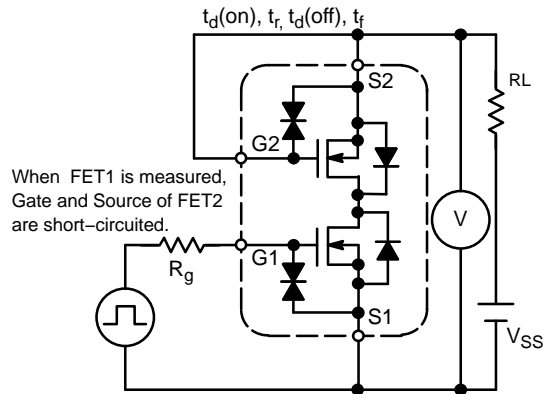 td(on), tr, td(off), tf
S2
RL
G2
When FET1 is measured,
Gate and Source of FET2
are short−circuited.
V
G1
Rg
S1
VSS